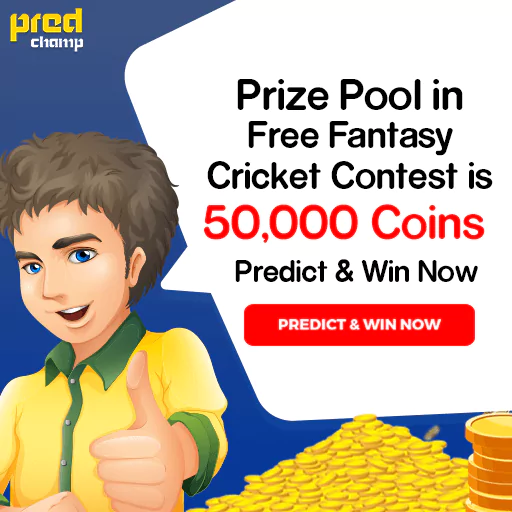 pred
champ
Prize Pool in
Free Fantasy
Cricket Contest is
50,000 Coins
Predict & Win Now
PREDICT & WIN NOW